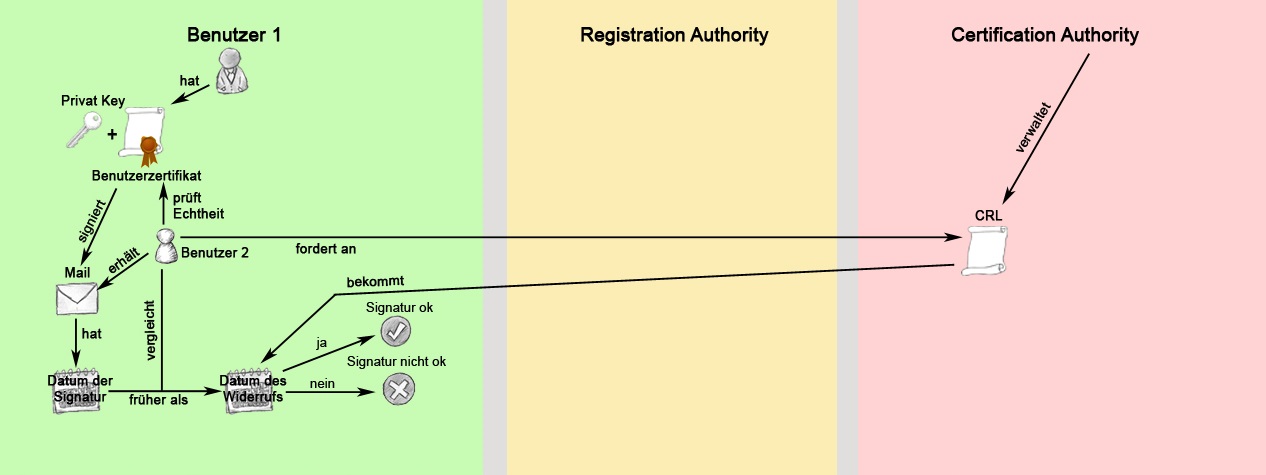 Benutzer 1
Registration Authority
Certification Authority
hat
Privat Key
+
verwaltet
Benutzerzertifikat
prüft
Echtheit
signiert
CRL
Benutzer 2
fordert an
erhält
Mail
bekommt
Signatur ok
vergleicht
hat
ja
Signatur nicht ok
Datum der
Signatur
früher als
Datum des
Widerrufs
nein